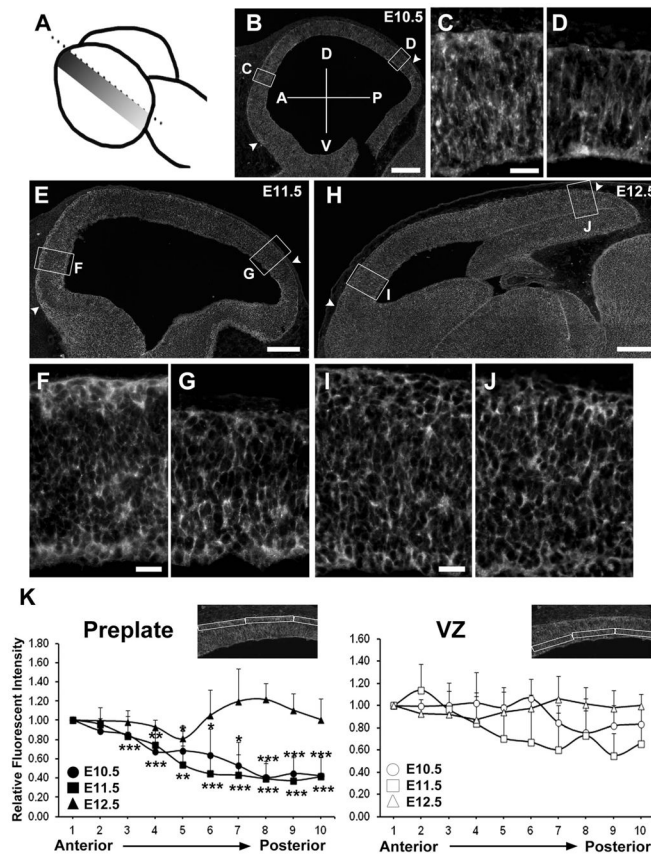 A
B
E10.5
D
D
C
A
P
V
C
D
E
E11.5
F
G
H
E12.5
J
I
F
G
I
J
K
Preplate
VZ
Relative Fluorescent Intensity
1.80
1.60
1.40
1.20
1.00
0.80
0.60
0.40
0.20
0.00
*
*
*
**
***
***
***
***
***
***
**
***
***
***
***
***
E10.5
E11.5
E12.5
1 2 3 4 5 6 7 8 9 10
Anterior Posterior
1.60
1.40
1.20
1.00
0.80
0.60
0.40
0.20
0.00
E10.5
E11.5
E12.5
1 2 3 4 5 6 7 8 9 10
Anterior Posterior